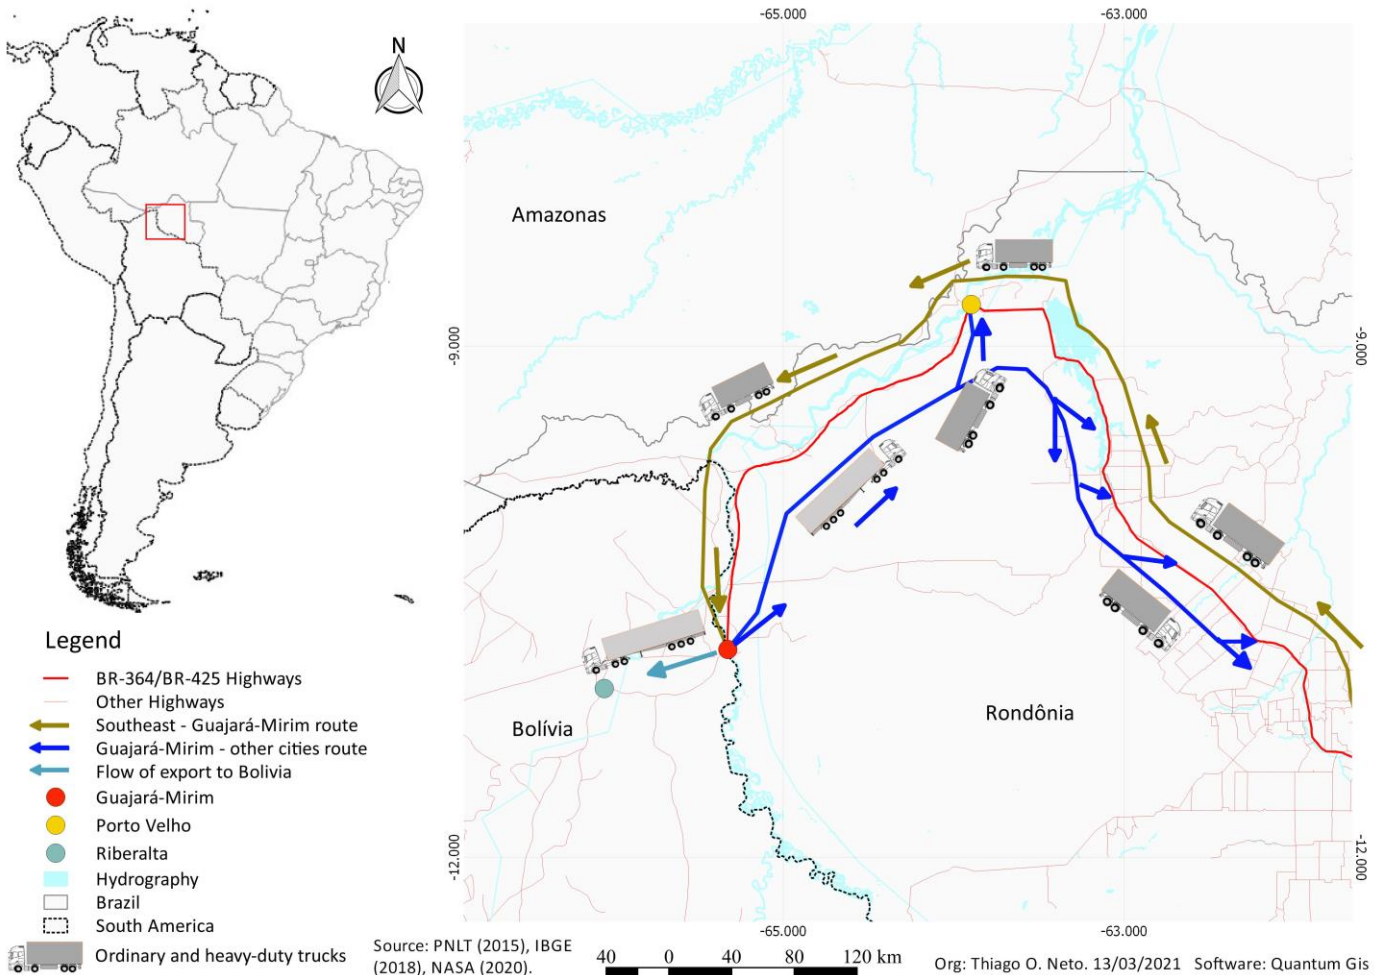 N
-65.000
-63.000
Amazonas
-9.000
-9.000
Rondônia
Bolívia
-12.000
-12.000
-65.000
-63.000
Legend
BR-364/BR-425 Highways
Other Highways
Southeast - Guajará-Mirim route
Guajará-Mirim - other cities route
Flow of export to Bolivia
Guajará-Mirim
Porto Velho
Riberalta
Hydrography
Brazil
South America
Ordinary and heavy-duty trucks
Source: PNLT (2015), IBGE
(2018), NASA (2020).
40 0 40 80 120 km
Org: Thiago O. Neto. 13/03/2021 Software: Quantum Gis